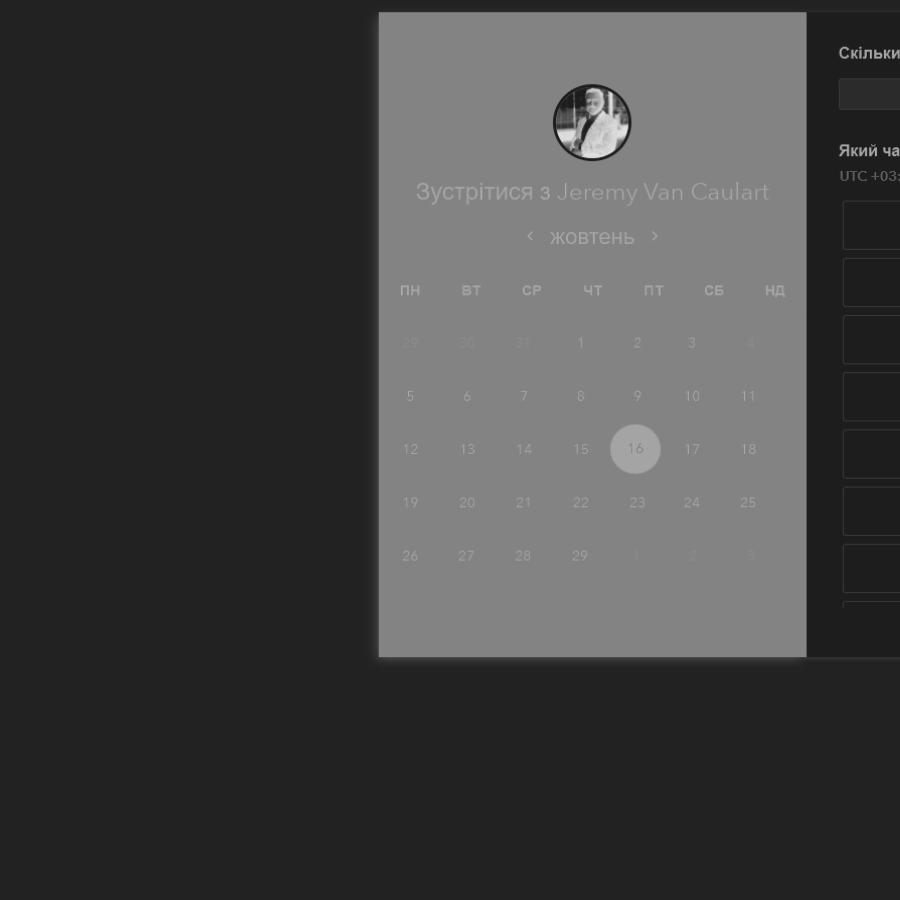 Зустрітися з Jeremy Van Caulart
жовтень
ПН ВТ СР ЧТ ПТ СБ НД
29 30 31 1 2 3 4
5 6 7 8 9 10 11
12 13 14 15 16 17 18
19 20 21 22 23 24 25
26 27 28 29 1 2 3
Скільки
Який ча
UTC +03: